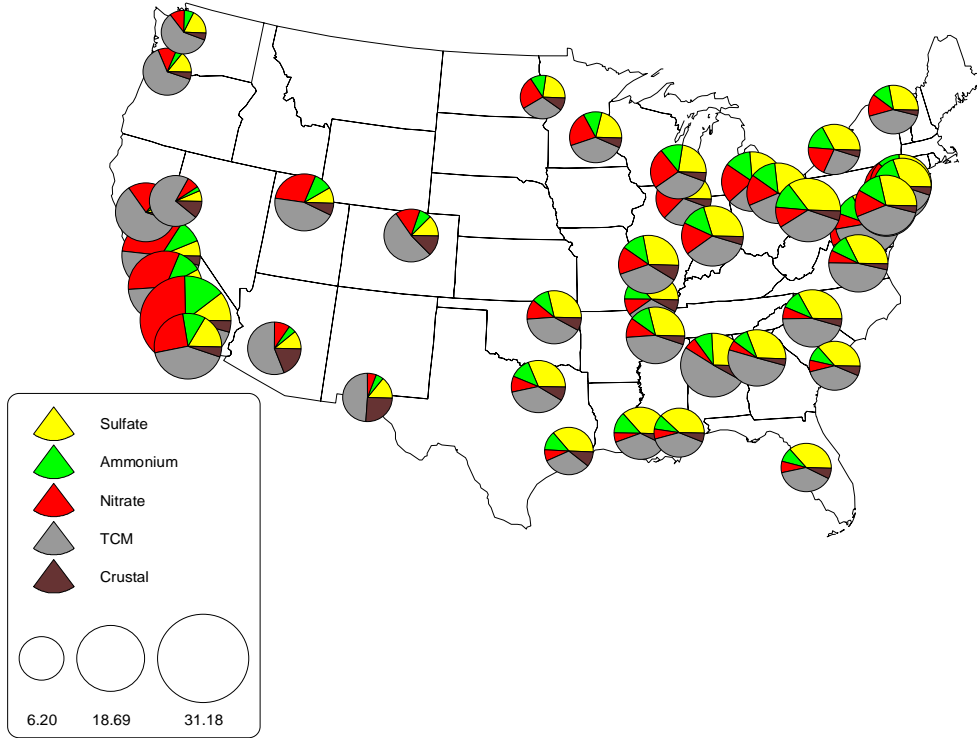 Sulfate
Ammonium
Nitrate
TCM
Crustal
6.20 18.69 31.18